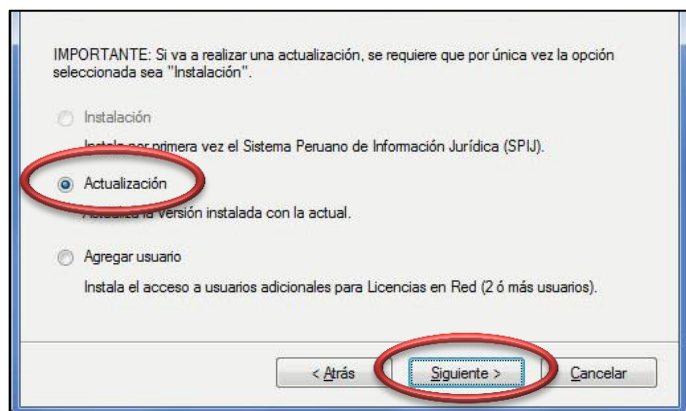 IMPORTANTE: Si va a realizar una actualización, se requiere que por única vez la opción
seleccionada sea "Instalación".
Instalación
Instala por primera vez el Sistema Peruano de Información Jurídica (SPIJ).
Actualización
Actualiza la versión instalada con la actual.
Agregar usuario
Instala el acceso a usuarios adicionales para Licencias en Red (2 ó más usuarios).
< Atrás
Siguiente >
Cancelar